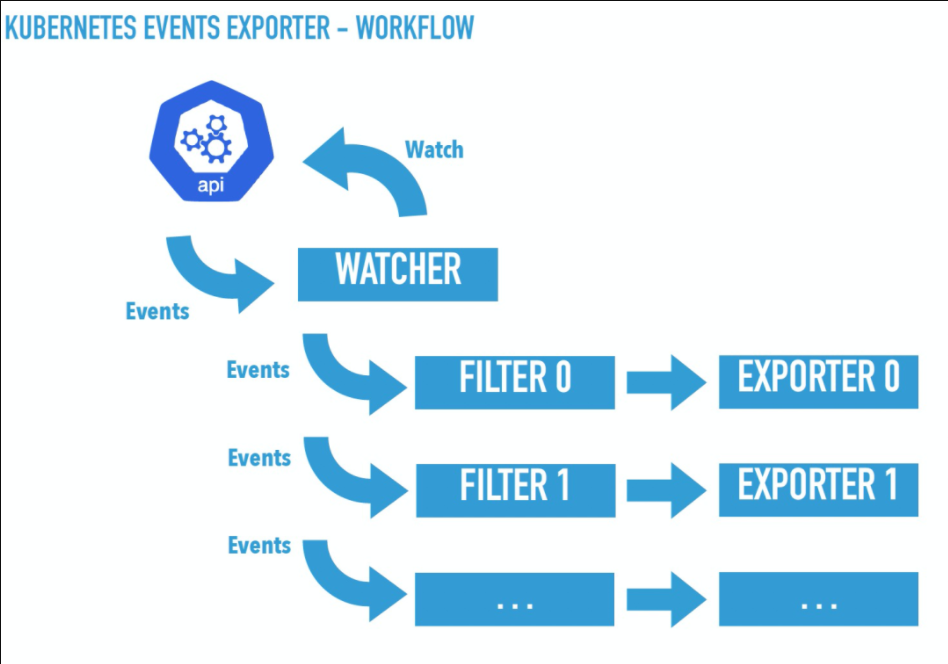 KUBERNETES EVENTS EXPORTER – WORKFLOW
api
Watch
WATCHER
Events
Events
FILTER 0
EXPORTER 0
Events
FILTER 1
EXPORTER 1
Events
...
...